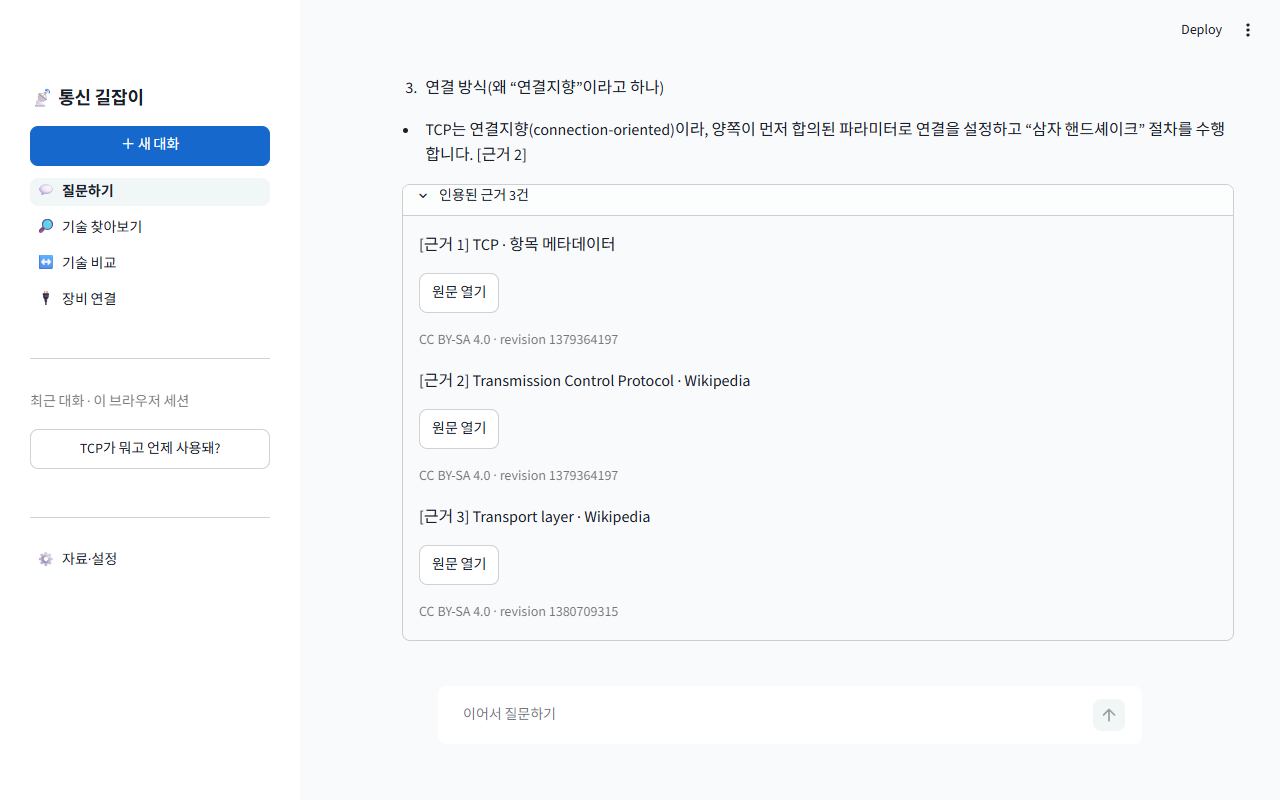 Deploy
통신 길잡이
+ 새 대화
질문하기
기술 찾아보기
기술 비교
장비 연결
최근 대화 · 이 브라우저 세션
TCP가 뭐고 언제 사용돼?
자료·설정
3. 연결 방식(왜 “연결지향”이라고 하나)
• TCP는 연결지향(connection-oriented)이라, 양쪽이 먼저 합의된 파라미터로 연결을 설정하고 “삼자 핸드셰이크” 절차를 수행
합니다. [근거 2]
인용된 근거 3건
[근거 1] TCP · 항목 메타데이터
원문 열기
CC BY-SA 4.0 · revision 1379364197
[근거 2] Transmission Control Protocol · Wikipedia
원문 열기
CC BY-SA 4.0 · revision 1379364197
[근거 3] Transport layer · Wikipedia
원문 열기
CC BY-SA 4.0 · revision 1380709315
이어서 질문하기